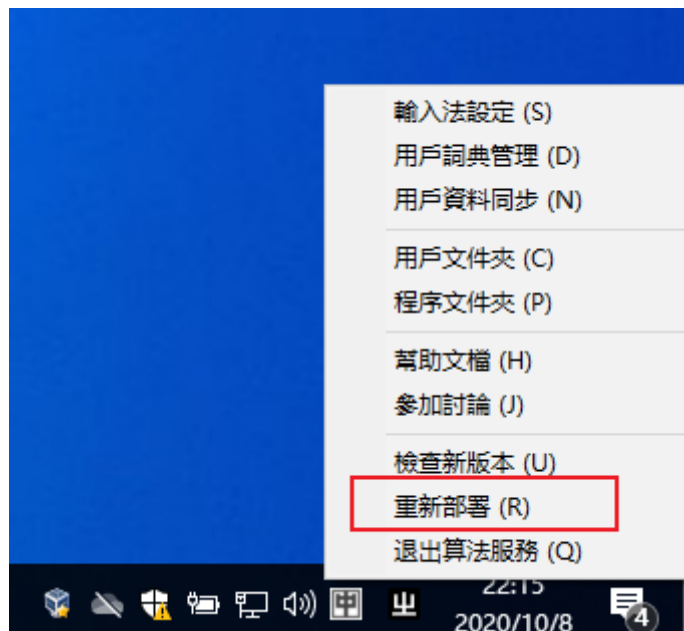 輸入法設定 (S)
用戶詞典管理 (D)
用戶資料同步 (N)
用戶文件夾 (C)
程序文件夾 (P)
幫助文檔 (H)
參加討論 (J)
檢查新版本 (U)
重新部署 (R)
退出算法服務 (Q)
中
22:15
2020/10/8
4